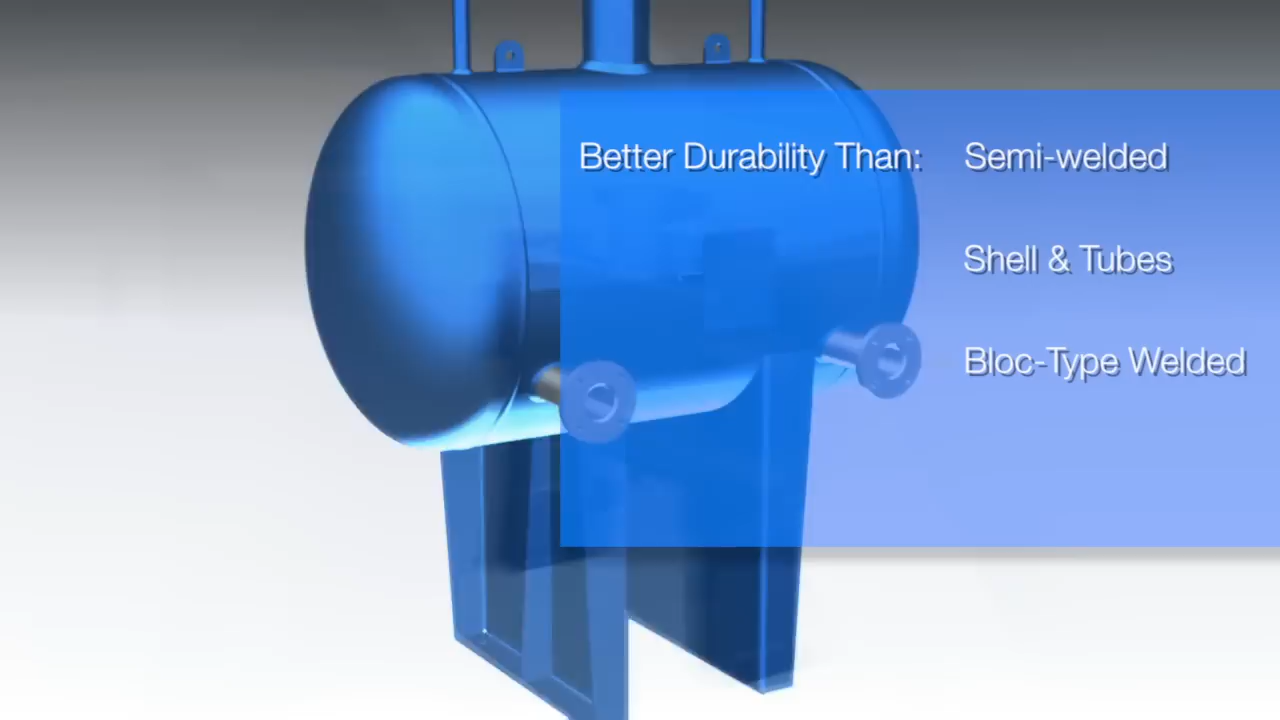 Better Durability Than: Semi-welded
Shell & Tubes
Bloc-Type Welded